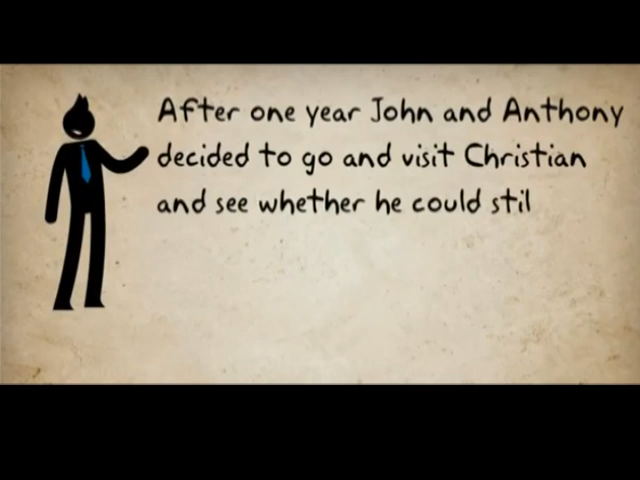 After one year John and Anthony
decided to go and visit Christian
and see whether he could stil